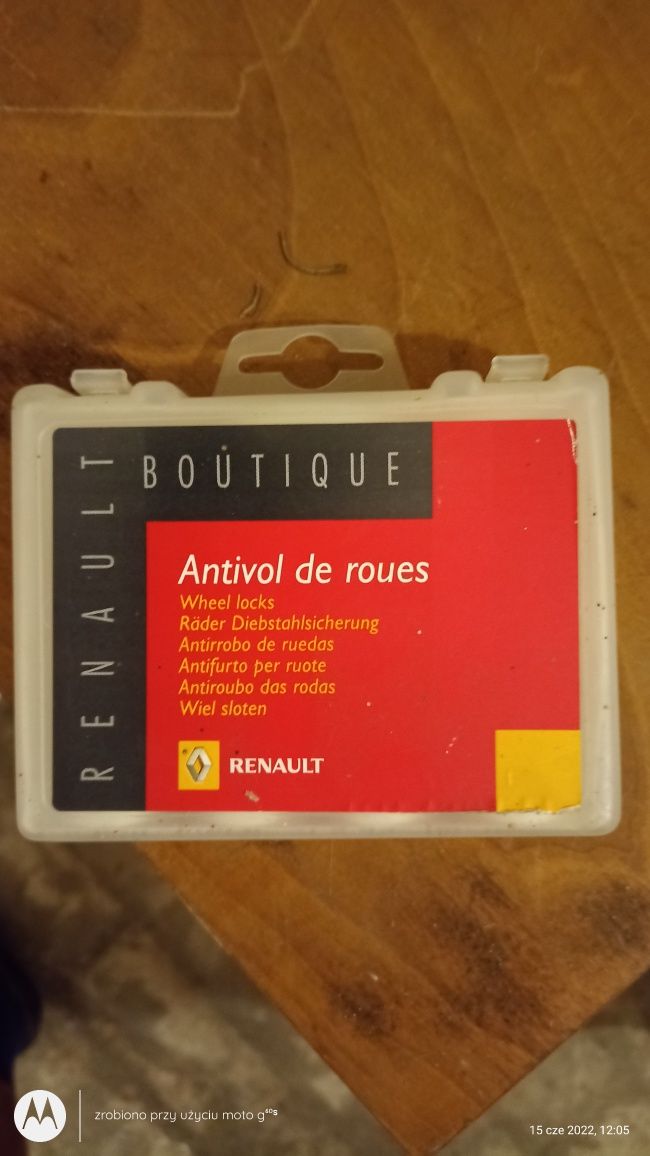 RENAULT
BOUTIQUE
Antivol de roues
Wheel locks
Räder Diebstahlsicherung
Antirrobo de ruedas
Antifurto per ruote
Antiroubo das rodas
Wiel sloten
RENAULT
zrobiono przy użyciu moto g⁵⁰s
15 cze 2022, 12:05